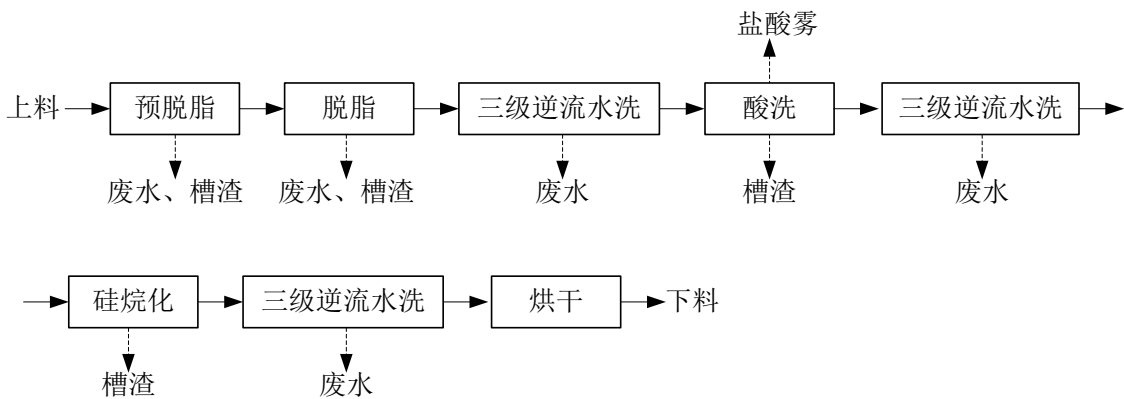 盐酸雾
上料 预脱脂 脱脂 三级逆流水洗 酸洗 三级逆流水洗
废水、槽渣 废水、槽渣 废水 槽渣 废水
硅烷化 三级逆流水洗 烘干 下料
槽渣 废水